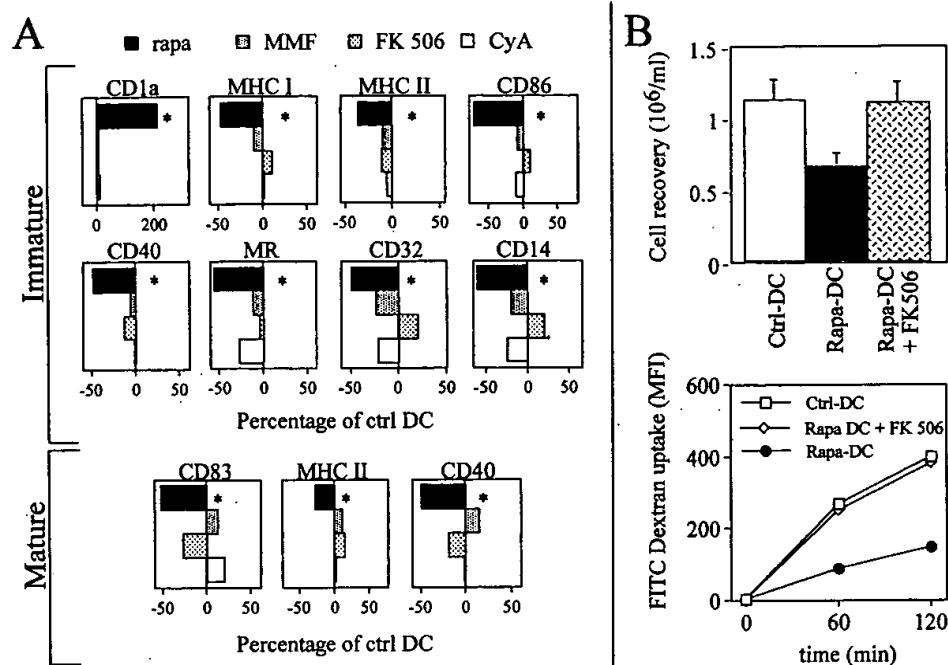 A
rapa MMF FK 506 CyA
Immature
CD1a MHC I MHC II CD86
* * * *
0 200 -50 0 50 -50 0 50 -50 0 50
CD40 MR CD32 CD14
* * * *
-50 0 50 -50 0 50 -50 0 50 -50 0 50
Percentage of ctrl DC
Mature
CD83 MHC II CD40
* * *
-50 0 50 -50 0 50 -50 0 50
Percentage of ctrl DC
B
Cell recovery (10⁶/ml)
1.5
1
0.5
0
Ctrl-DC
Rapa-DC
Rapa-DC
+ FK506
FITC Dextran uptake (MFI)
600
400
200
0
Ctrl-DC
Rapa DC + FK 506
Rapa-DC
0 60 120
time (min)